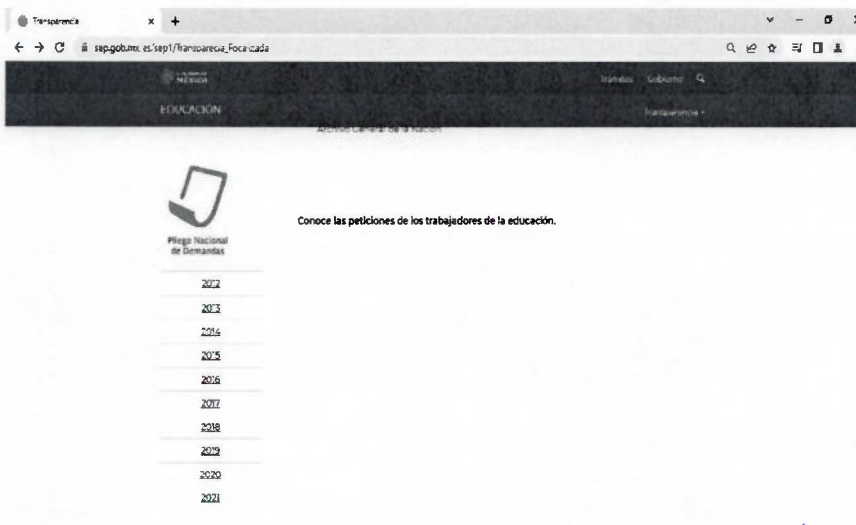 Transparencia
sep.gob.mx/es/sep1/Transparecia_Focalizada
MÉXICO
Trámites Gobierno
EDUCACIÓN
Transparencia
Archivo General de la Nación
Conoce las peticiones de los trabajadores de la educación.
Pliego Nacional
de Demandas
2012
2013
2014
2015
2016
2017
2018
2019
2020
2021